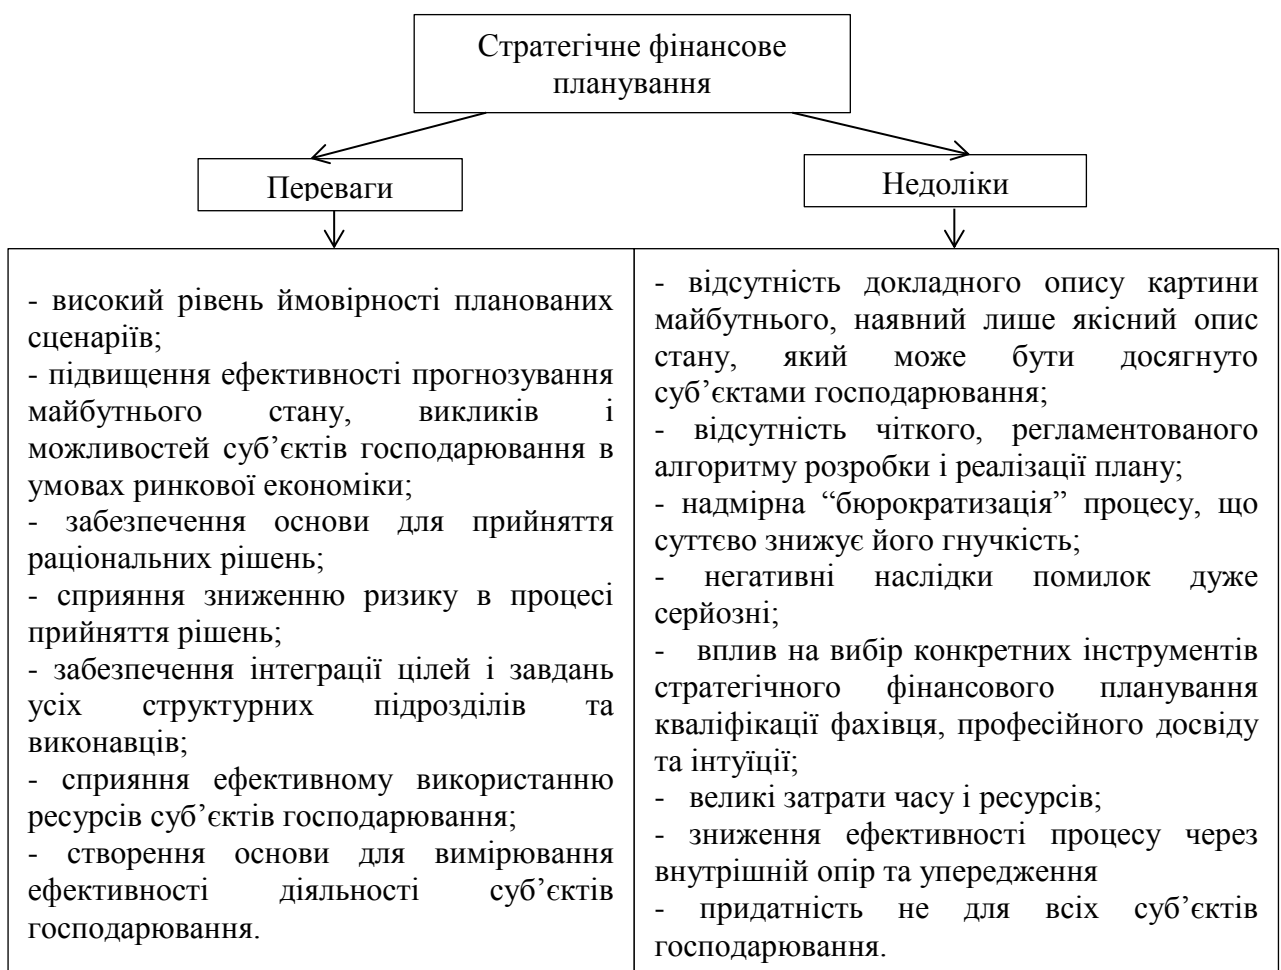 Стратегічне фінансове
планування
Переваги
Недоліки
- високий рівень ймовірності планованих
сценаріїв;
- підвищення ефективності прогнозування
майбутнього стану, викликів і
можливостей суб’єктів господарювання в
умовах ринкової економіки;
- забезпечення основи для прийняття
раціональних рішень;
- сприяння зниженню ризику в процесі
прийняття рішень;
- забезпечення інтеграції цілей і завдань
усіх структурних підрозділів та
виконавців;
- сприяння ефективному використанню
ресурсів суб’єктів господарювання;
- створення основи для вимірювання
ефективності діяльності суб’єктів
господарювання.
- відсутність докладного опису картини
майбутнього, наявний лише якісний опис
стану, який може бути досягнуто
суб’єктами господарювання;
- відсутність чіткого, регламентованого
алгоритму розробки і реалізації плану;
- надмірна “бюрократизація” процесу, що
суттєво знижує його гнучкість;
- негативні наслідки помилок дуже
серйозні;
- вплив на вибір конкретних інструментів
стратегічного фінансового планування
кваліфікації фахівця, професійного досвіду
та інтуїції;
- великі затрати часу і ресурсів;
- зниження ефективності процесу через
внутрішній опір та упередження
- придатність не для всіх суб’єктів
господарювання.